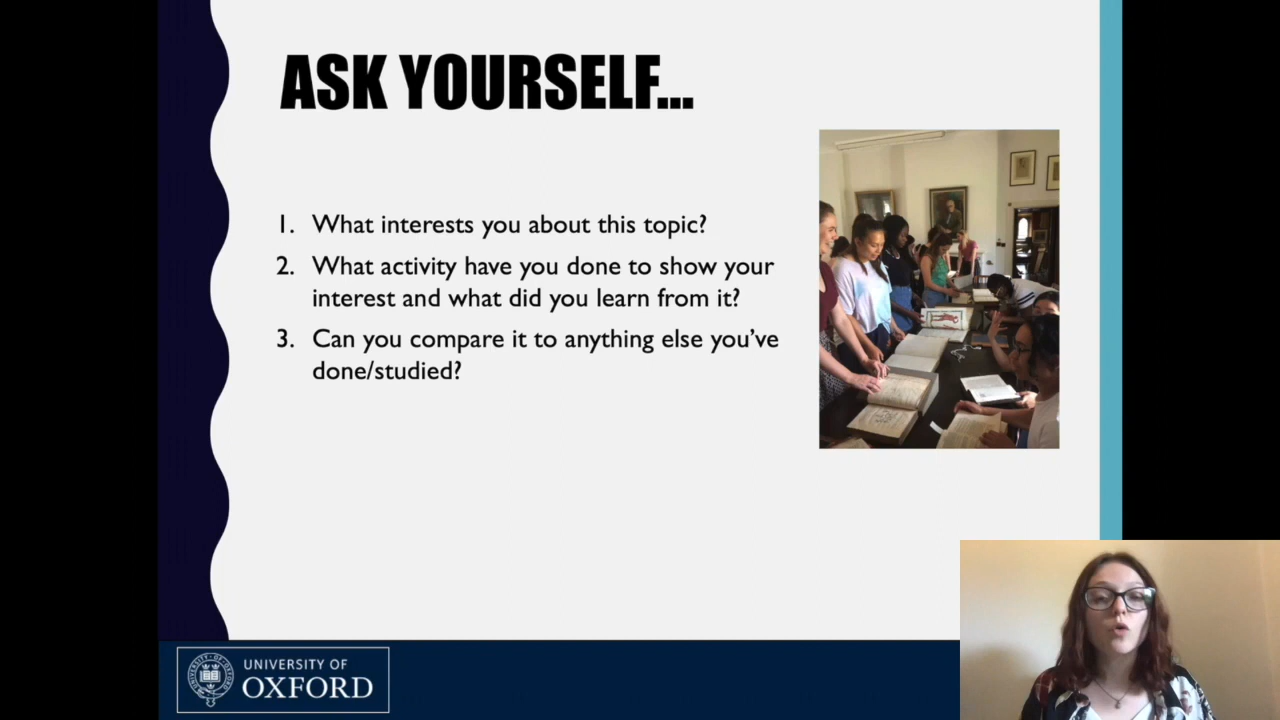 ASK YOURSELF...
1. What interests you about this topic?
2. What activity have you done to show your
interest and what did you learn from it?
3. Can you compare it to anything else you've
done/studied?
UNIVERSITY OF
OXFORD